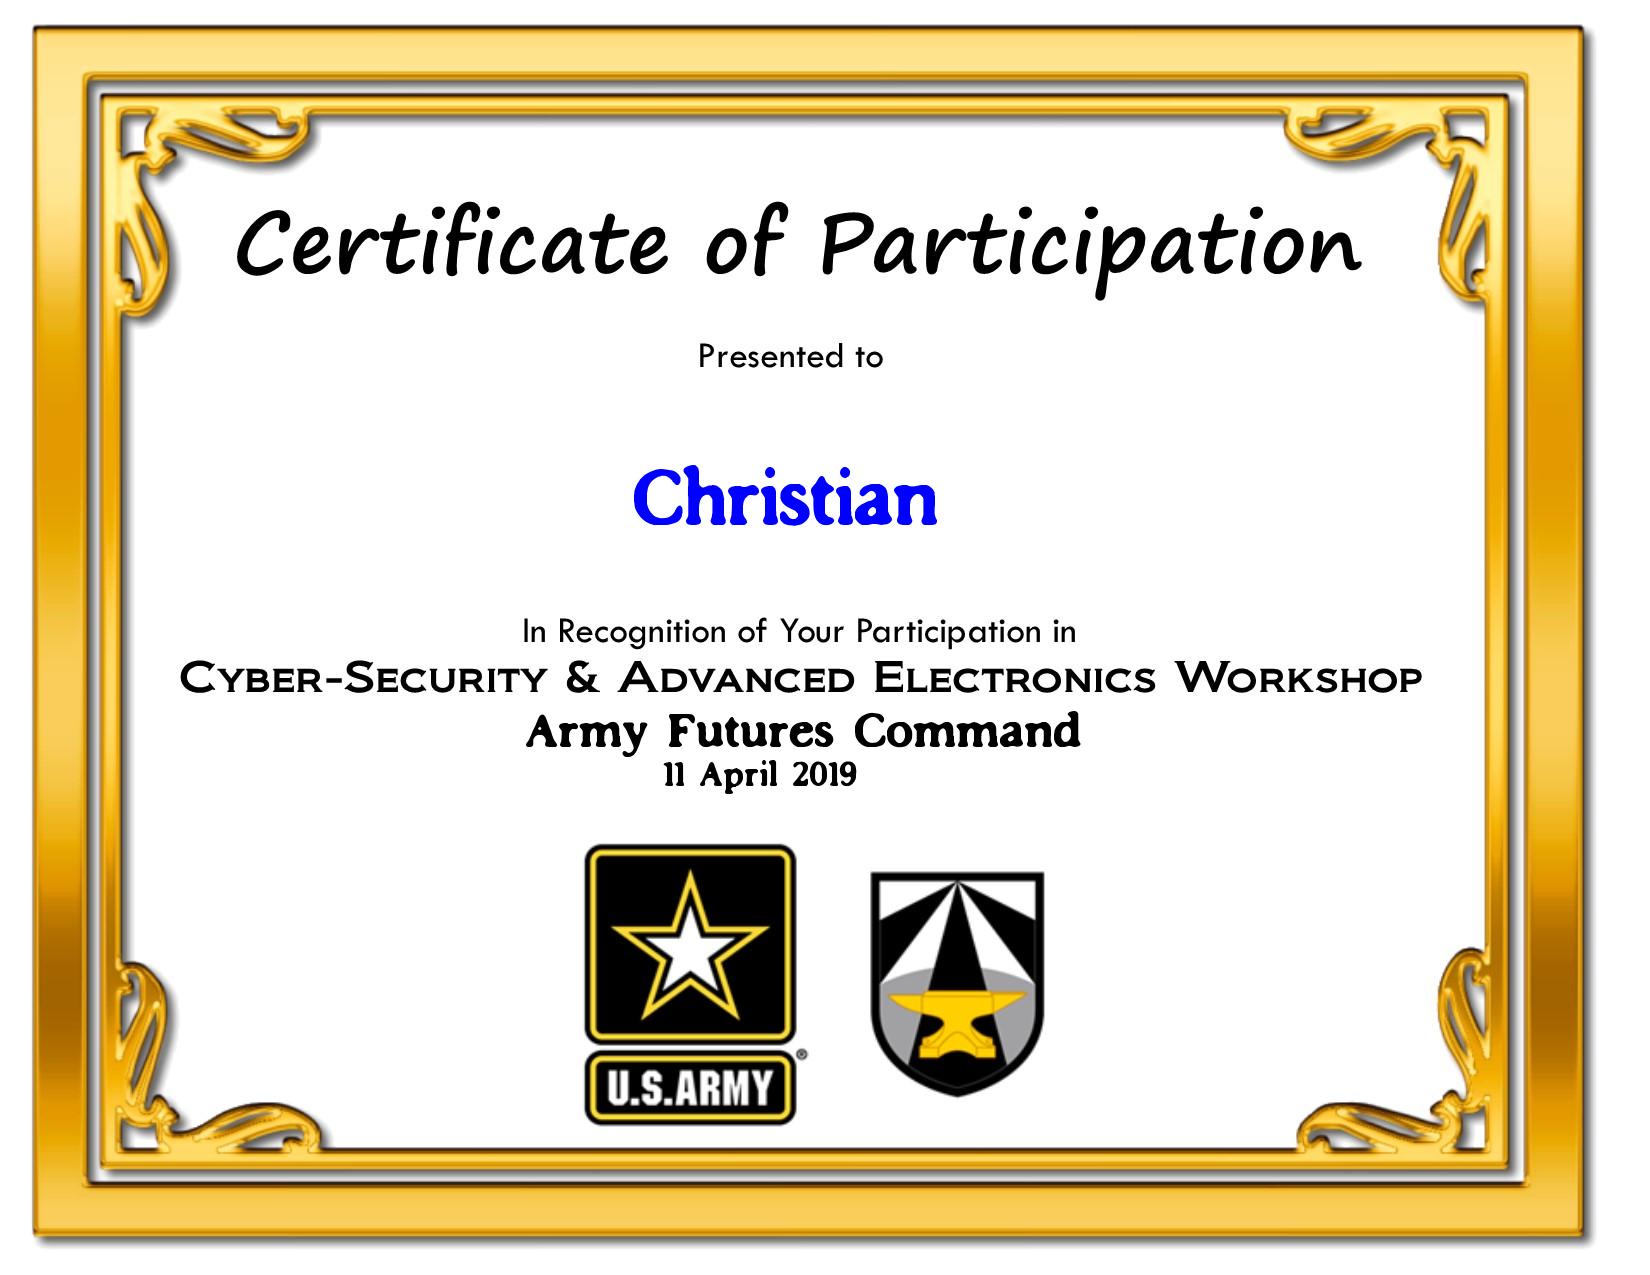 Certificate of Participation
Presented to
Christian
In Recognition of Your Participation in
CYBER-SECURITY & ADVANCED ELECTRONICS WORKSHOP
Army Futures Command
11 April 2019
U.S.ARMY®